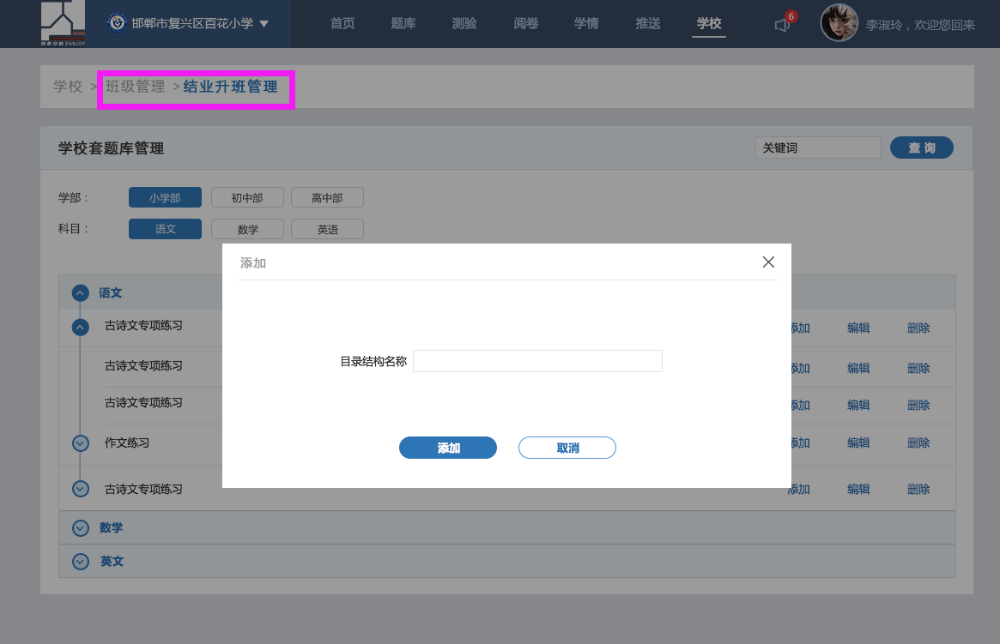 邯郸市复兴区百花小学 首页 题库 测验 阅卷 学情 推送 学校 6 李淑玲，欢迎您回来
学校 > 班级管理 > 结业升班管理
学校套题库管理 关键词 查 询
学部： 小学部 初中部 高中部
科目： 语文 数学 英语
添加
语文
古诗文专项练习 添加 编辑 删除
目录结构名称
古诗文专项练习 添加 编辑 删除
古诗文专项练习 添加 编辑 删除
作文练习 添加 编辑 删除
添加 取消
古诗文专项练习 添加 编辑 删除
数学
英文